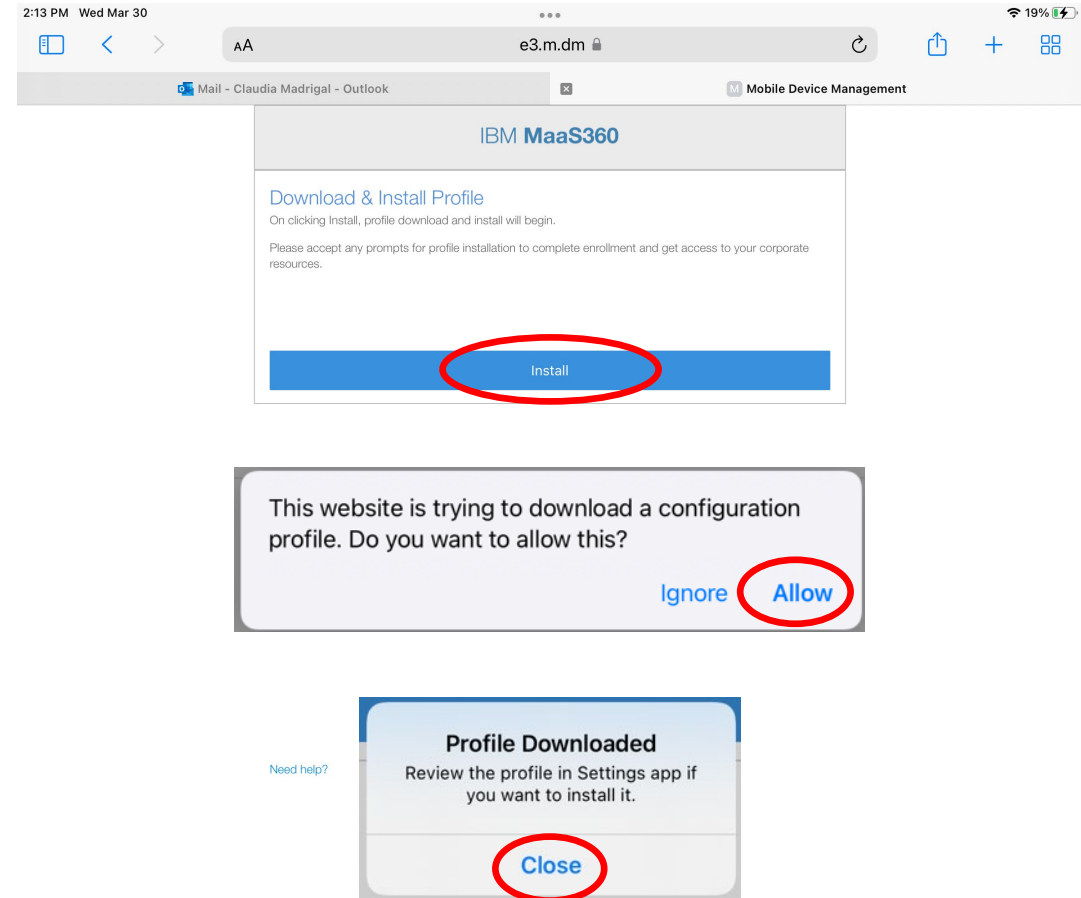 2:13 PM Wed Mar 30
19%
AA
e3.m.dm
Mail - Claudia Madrigal - Outlook
M Mobile Device Management
IBM MaaS360
Download & Install Profile
On clicking Install, profile download and install will begin.
Please accept any prompts for profile installation to complete enrollment and get access to your corporate
resources.
Install
This website is trying to download a configuration
profile. Do you want to allow this?
Ignore Allow
Profile Downloaded
Need help?
Review the profile in Settings app if
you want to install it.
Close